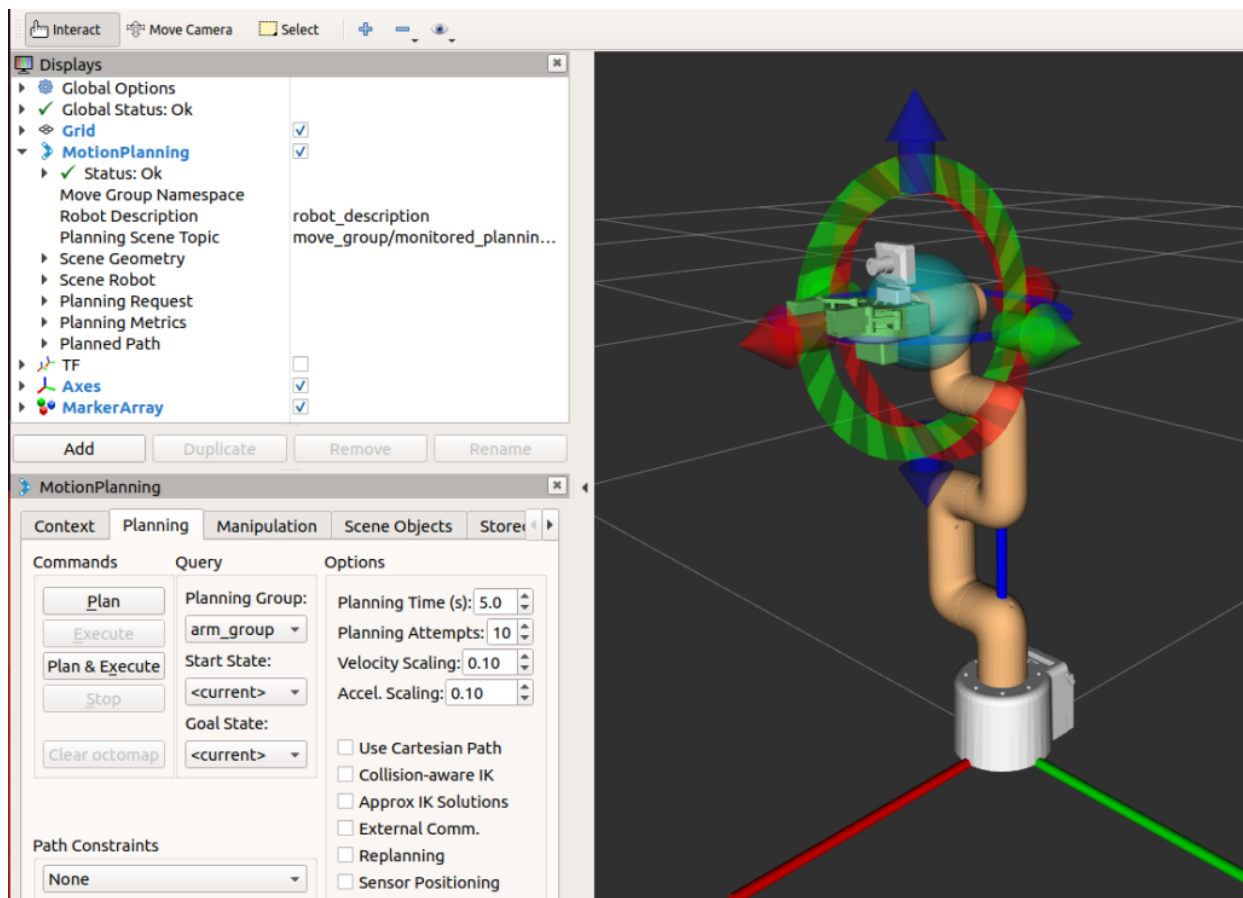 Interact Move Camera Select
Displays
Global Options
Global Status: Ok
Grid
MotionPlanning
Status: Ok
Move Group Namespace
Robot Description robot_description
Planning Scene Topic move_group/monitored_plannin...
Scene Geometry
Scene Robot
Planning Request
Planning Metrics
Planned Path
TF
Axes
MarkerArray
Add Duplicate Remove Rename
MotionPlanning
Context Planning Manipulation Scene Objects Store
Commands Query Options
Plan Planning Group: Planning Time (s): 5.0
Execute arm_group Planning Attempts: 10
Plan & Execute Start State: Velocity Scaling: 0.10
Stop <current> Accel. Scaling: 0.10
Goal State:
Clear octomap <current> Use Cartesian Path
Collision-aware IK
Approx IK Solutions
External Comm.
Path Constraints Replanning
None Sensor Positioning